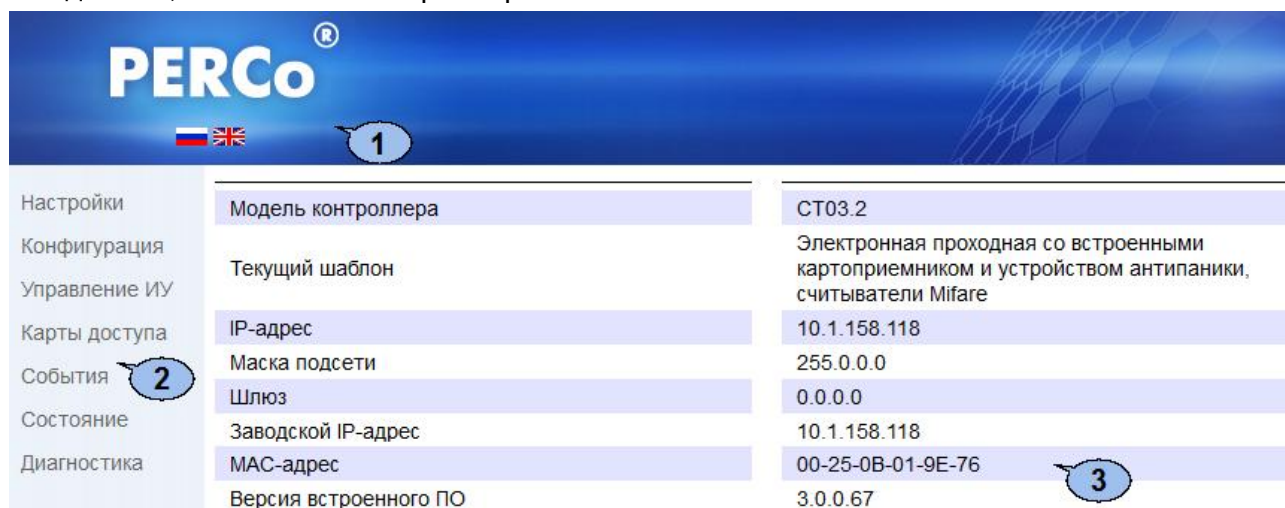 PERCo®
1
Настройки
Конфигурация
Управление ИУ
Карты доступа
События
2
Состояние
Диагностика
Модель контроллера CT03.2
Текущий шаблон Электронная проходная со встроенными
картоприемником и устройством антипаники,
считыватели Mifare
IP-адрес 10.1.158.118
Маска подсети 255.0.0.0
Шлюз 0.0.0.0
Заводской IP-адрес 10.1.158.118
MAC-адрес 00-25-0B-01-9E-76
3
Версия встроенного ПО 3.0.0.67